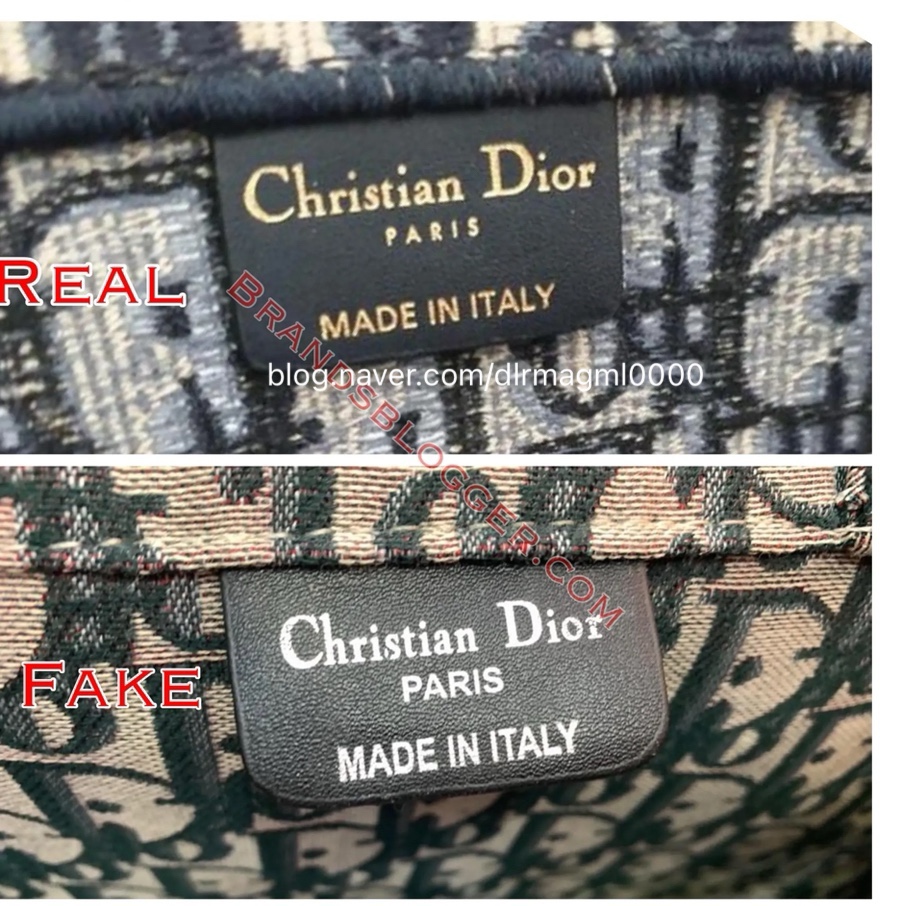 Christian Dior
PARIS
REAL
MADE IN ITALY
BRANDSBLOGGER.COM
blog.naver.com/dlrmagml0000
Christian Dior
PARIS
FAKE
MADE IN ITALY